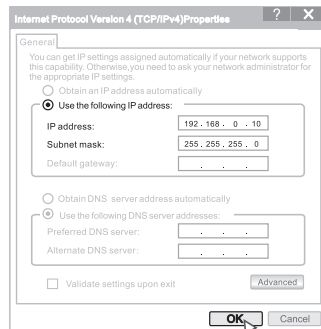 Internet Protocol Version 4 (TCP/IPv4)Properties ? X
General
You can get IP settings assigned automatically if your network supports
this capability. Otherwise,you need to ask your network administrator for
the appropriate IP settings.
Obtain an IP address automatically
Use the following IP address:
IP address: 192 . 168 . 0 . 10
Subnet mask: 255 . 255 . 255 . 0
Default gateway: . . .
Obtain DNS server address automatically
Use the following DNS server addresses:
Preferred DNS server: . . .
Alternate DNS server: . . .
Validate settings upon exit Advanced
OK Cancel